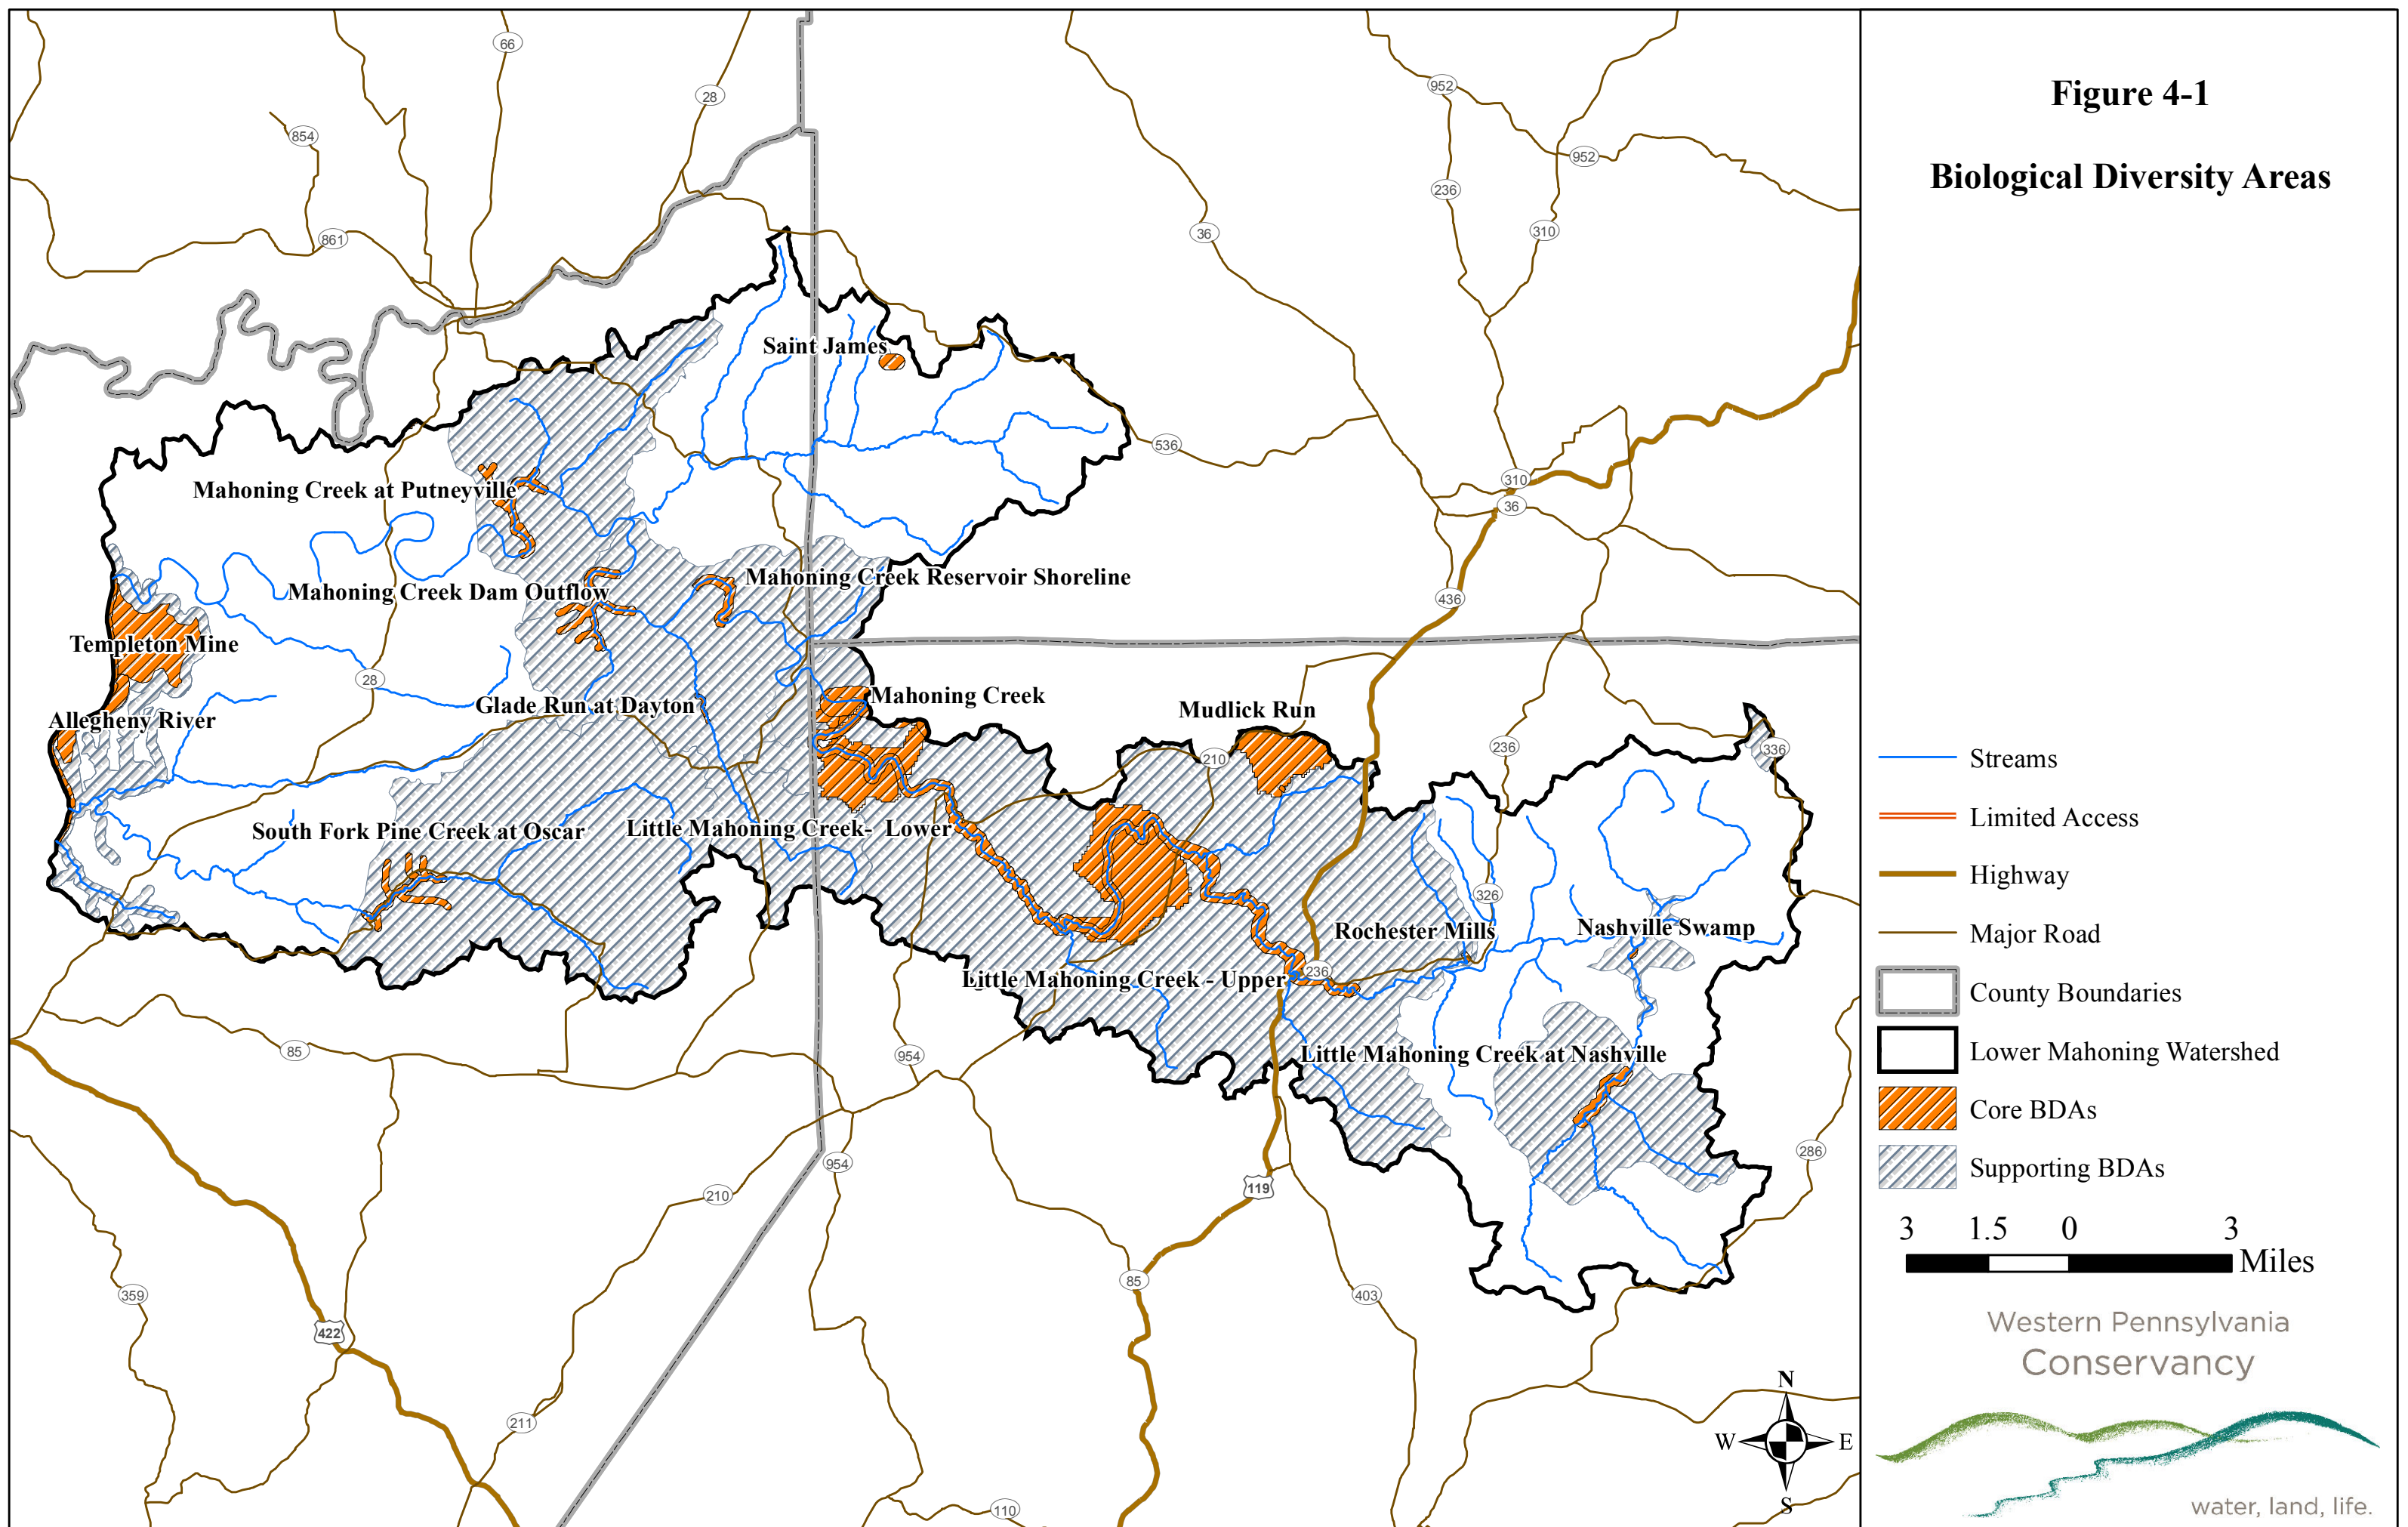 Figure 4-1
Biological Diversity Areas
66
28
854
861
952
952
236
310
36
Saint James
536
310
36
Mahoning Creek at Putneyville
Mahoning Creek Reservoir Shoreline
Mahoning Creek Dam Outflow
436
Templeton Mine
28
Mahoning Creek
Glade Run at Dayton
Mudlick Run
Allegheny River
236
336
210
South Fork Pine Creek at Oscar
Little Mahoning Creek- Lower
326
Rochester Mills
Nashville Swamp
236
Little Mahoning Creek - Upper
85
954
Little Mahoning Creek at Nashville
286
954
210
119
85
359
403
422
211
110
N
W
E
S
Streams
Limited Access
Highway
Major Road
County Boundaries
Lower Mahoning Watershed
Core BDAs
Supporting BDAs
3 1.5 0 3
Miles
Western Pennsylvania
Conservancy
water, land, life.